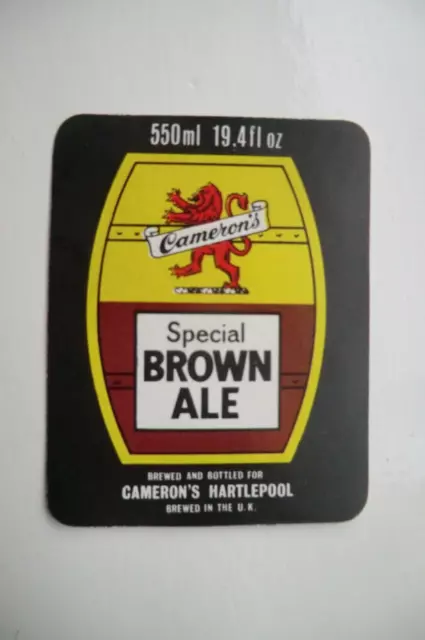 550ml 19.4fl oz
Cameron's
Special
BROWN
ALE
BREWED AND BOTTLED FOR
CAMERON'S HARTLEPOOL
BREWED IN THE U.K.